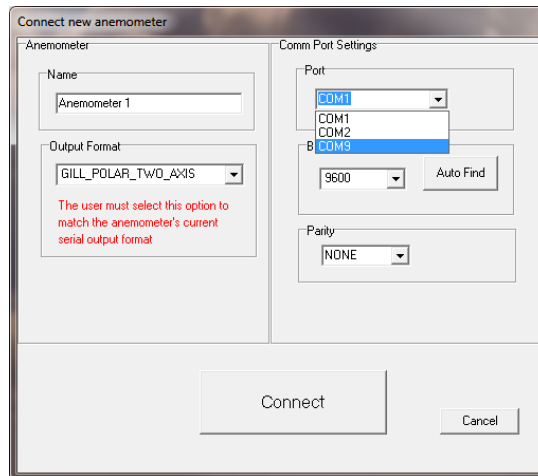 Connect new anemometer
Anemometer
Name
Anemometer 1
Output Format
GILL_POLAR_TWO_AXIS
The user must select this option to
match the anemometer's current
serial output format
Comm Port Settings
Port
COM1
COM1
COM2
COM9
B
9600
Auto Find
Parity
NONE
Connect
Cancel